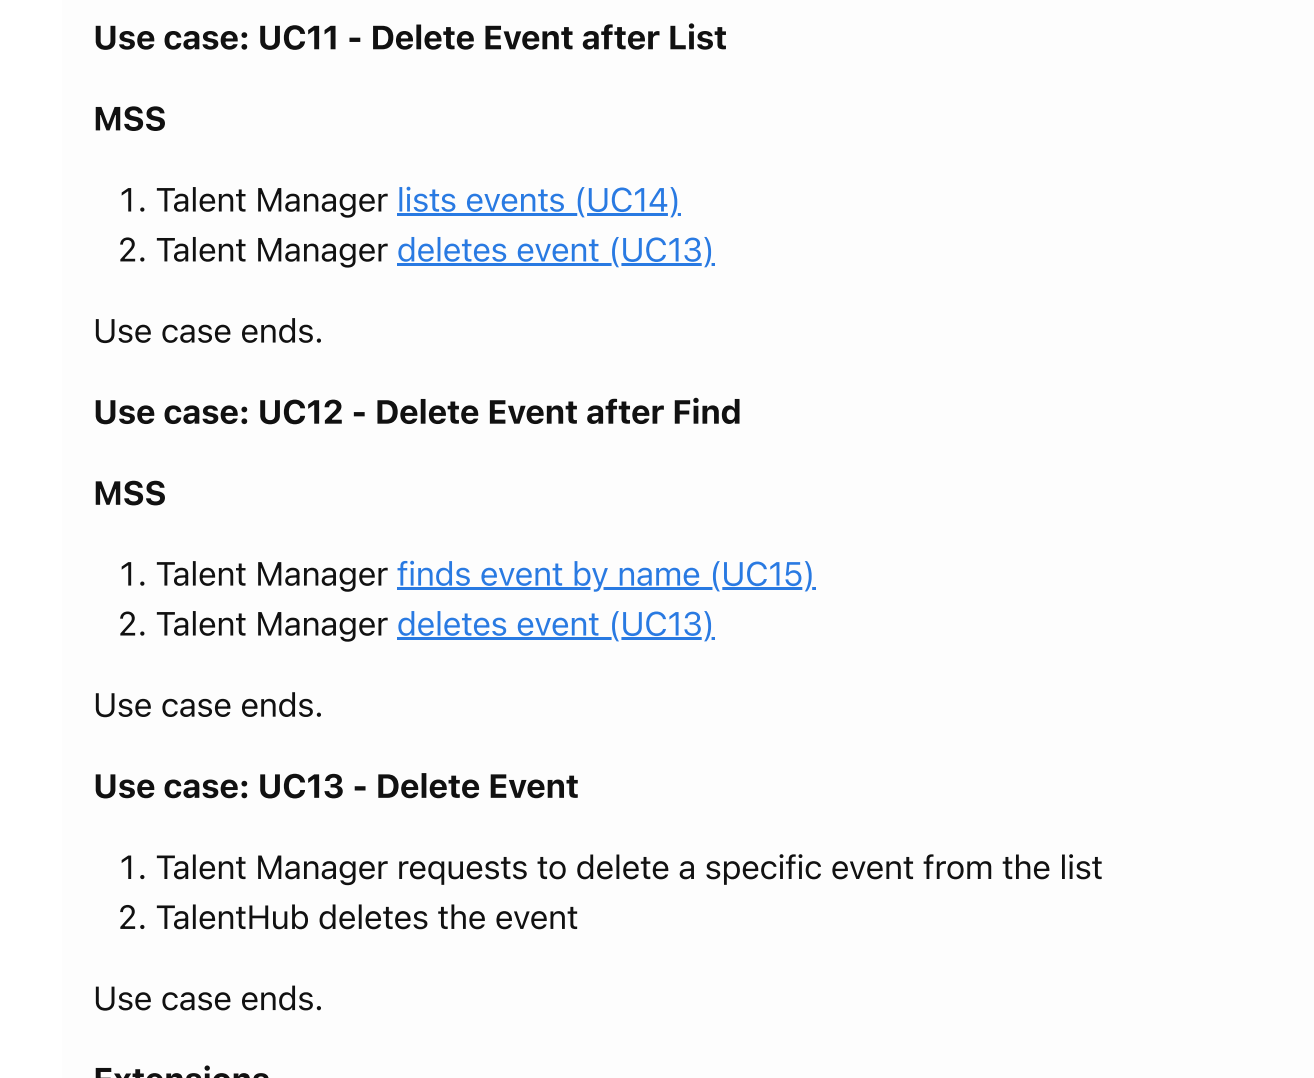 Use case: UC11 - Delete Event after List
MSS
1. Talent Manager lists events (UC14)
2. Talent Manager deletes event (UC13)
Use case ends.
Use case: UC12 - Delete Event after Find
MSS
1. Talent Manager finds event by name (UC15)
2. Talent Manager deletes event (UC13)
Use case ends.
Use case: UC13 - Delete Event
1. Talent Manager requests to delete a specific event from the list
2. TalentHub deletes the event
Use case ends.
Extensions